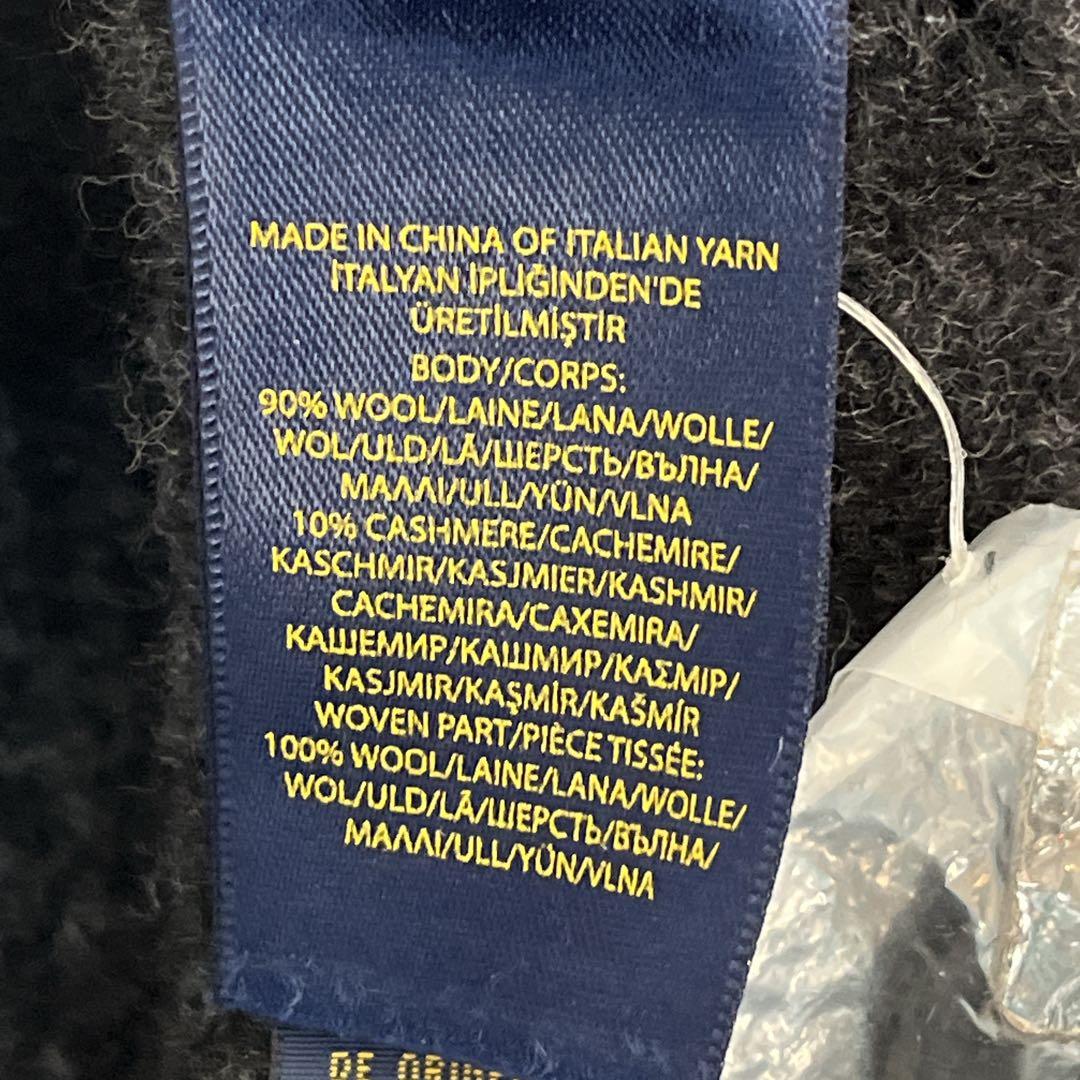 MADE IN CHINA OF ITALIAN YARN
İTALYAN İPLİĞİNDEN'DE
ÜRETİLMİŞTİR
BODY/CORPS:
90% WOOL/LAINE/LANA/WOLLE/
WOL/ULD/LÃ/ШЕРСТЬ/ВЪЛНА/
ΜΑΛΛΙ/ULL/YÜN/VLNA
10% CASHMERE/CACHEMIRE/
KASCHMIR/KASJMIER/KASHMIR/
CACHEMIRA/CAXEMIRA/
КАШЕМИР/КАШМИР/ΚΑΣΜΙΡ/
KASJMIR/KAŞMİR/KAŠMÍR
WOVEN PART/PIÈCE TISSÉE:
100% WOOL/LAINE/LANA/WOLLE/
WOL/ULD/LÃ/ШЕРСТЬ/ВЪЛНА/
ΜΑΛΛΙ/ULL/YÜN/VLNA
DE